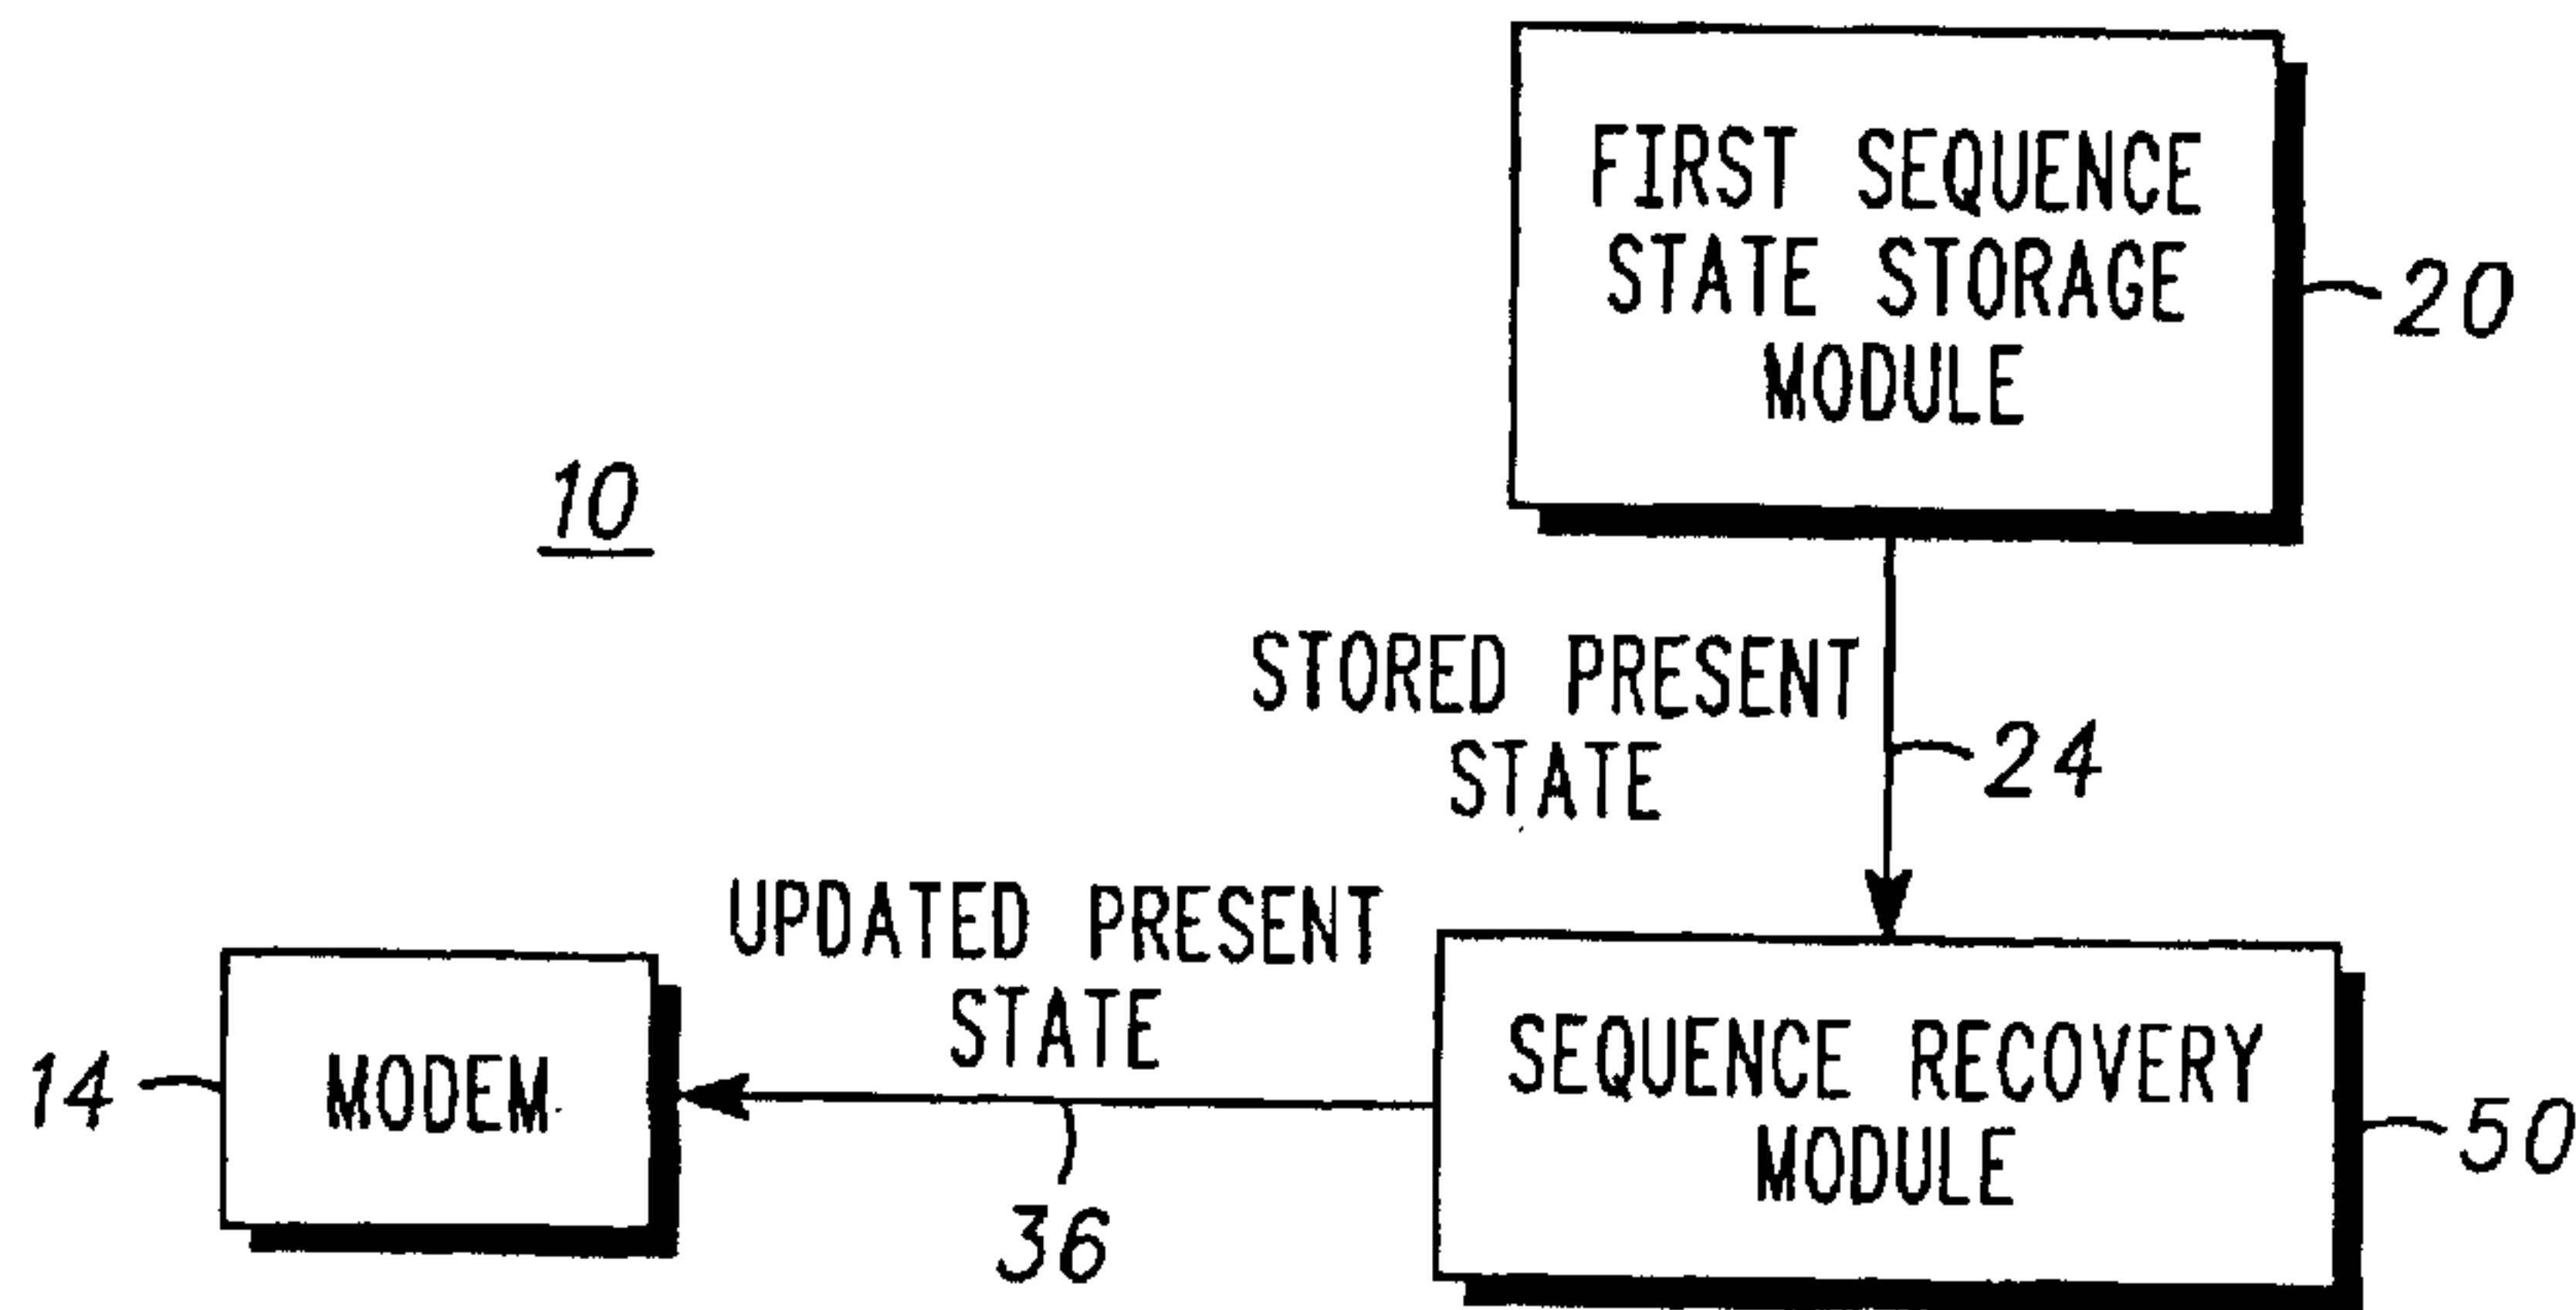 FIRST SEQUENCE
STATE STORAGE
MODULE
20
10
STORED PRESENT
STATE
24
UPDATED PRESENT
STATE
14
MODEM
36
SEQUENCE RECOVERY
MODULE
50